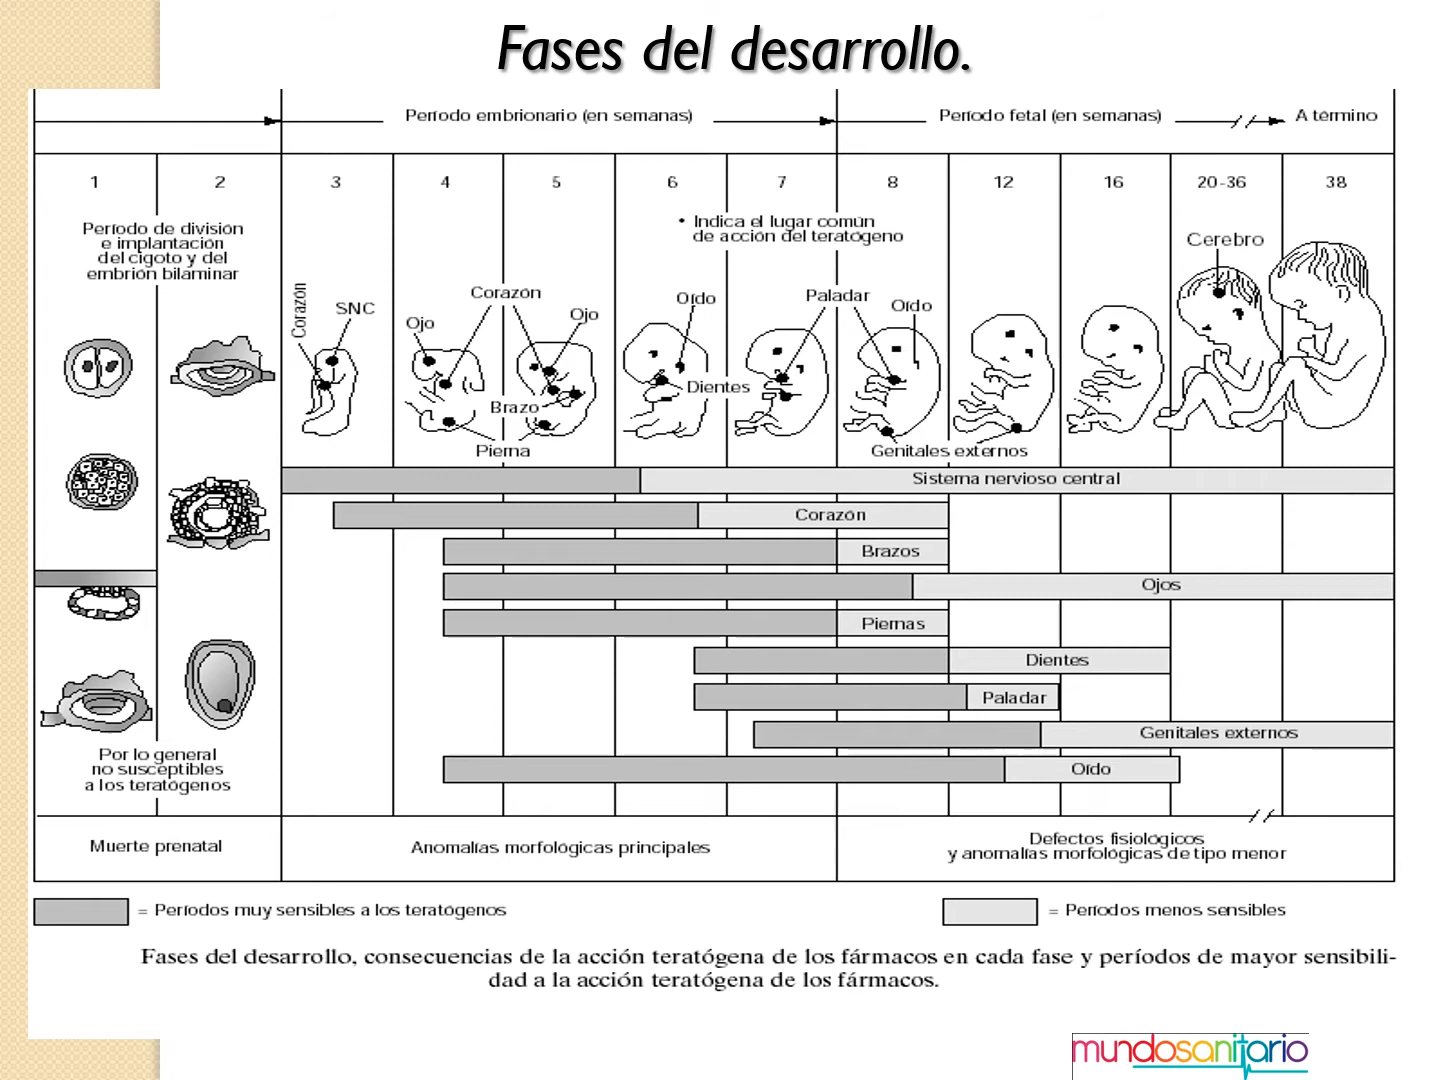 Fases del desarrollo.
Período embrionario (en semanas)
Período fetal (en semanas)
A término
1
2
3
4
5
6
7
8
12
16
20-36
38
Período de división
e implantación
del cigoto y del
embrión bilaminar
• Indica el lugar común
de acción del teratógeno
Cerebro
Corazón
SNC
Ojo
Corazón
Ojo
Oído
Paladar
Oído
Dientes
Brazo
Pierna
Genitales externos
Sistema nervioso central
Corazón
Brazos
Ojos
Piernas
Dientes
Paladar
Genitales externos
Oído
Por lo general
no susceptibles
a los teratógenos
Muerte prenatal
Anomalías morfológicas principales
Defectos fisiológicos
y anomalías morfológicas de tipo menor
= Períodos muy sensibles a los teratógenos
= Períodos menos sensibles
Fases del desarrollo, consecuencias de la acción teratógena de los fármacos en cada fase y períodos de mayor sensibili-
dad a la acción teratógena de los fármacos.
mundosanitario